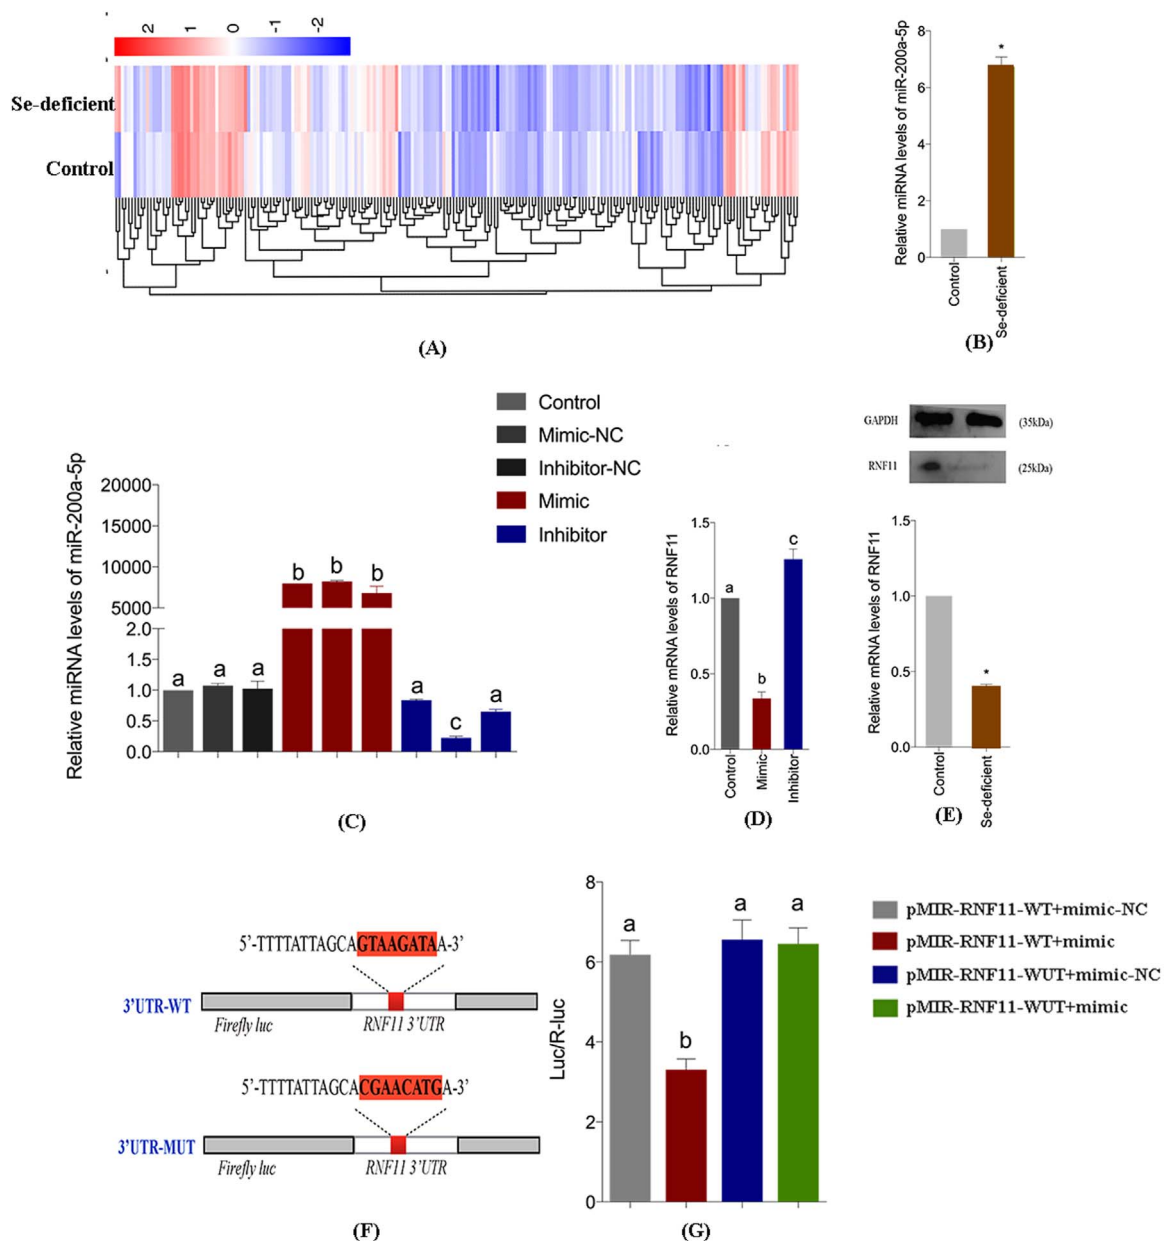 2 1 0 -1 -2
Se-deficient
Control
(A)
Relative miRNA levels of miR-200a-5p
8
6
4
2
0
*
Control
Se-deficient
(B)
Control
Mimic-NC
Inhibitor-NC
Mimic
Inhibitor
Relative miRNA levels of miR-200a-5p
20000
15000
10000
5000
2.0
1.5
1.0
0.5
0.0
a a a b b b a c a
(C)
Relative mRNA levels of RNF11
1.5
1.0
0.5
0.0
a b c
Control
Mimic
Inhibitor
(D)
GAPDH (35kDa)
RNF11 (25kDa)
Relative mRNA levels of RNF11
1.5
1.0
0.5
0.0
*
Control
Se-deficient
(E)
5'-TTTTATTAGCAGTAAGATAA-3'
3'UTR-WT
Firefly luc RNF11 3'UTR
5'-TTTTATTAGCACGAACATGA-3'
3'UTR-MUT
Firefly luc RNF11 3'UTR
(F)
Luc/R-luc
8
6
4
2
0
a b a a
(G)
pMIR-RNF11-WT+mimic-NC
pMIR-RNF11-WT+mimic
pMIR-RNF11-WUT+mimic-NC
pMIR-RNF11-WUT+mimic